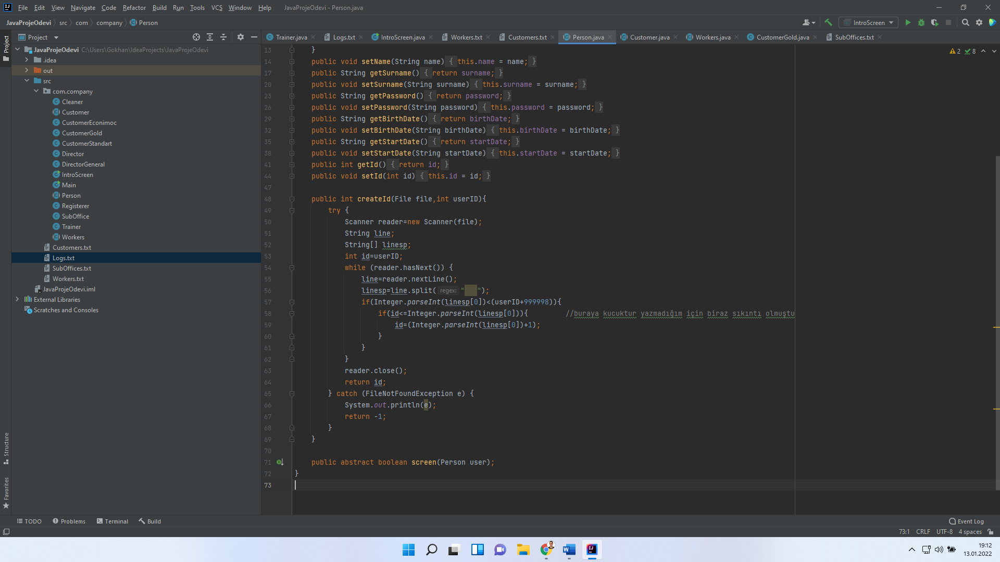 File Edit View Navigate Code Refactor Build Run Tools VCS Window Help JavaProjeOdevi - Person.java
JavaProjeOdevi src com company Person IntroScreen
Project
Trainer.java Logs.txt IntroScreen.java Workers.txt Customers.txt Person.java Customer.java Workers.java CustomerGold.java SubOffices.txt
Project
JavaProjeOdevi C:\Users\Gokhan\IdeaProjects\JavaProjeOdevi
.idea
out
src
com.company
Cleaner
Customer
CustomerEconimoc
CustomerGold
CustomerStandart
Director
DirectorGeneral
IntroScreen
Main
Person
Registerer
SubOffice
Trainer
Workers
Customers.txt
Logs.txt
SubOffices.txt
Workers.txt
JavaProjeOdevi.iml
External Libraries
Scratches and Consoles
Structure
Favorites
2 8
13 }
14 public void setName(String name) { this.name = name; }
17 public String getSurname() { return surname; }
20 public void setSurname(String surname) { this.surname = surname; }
23 public String getPassword() { return password; }
26 public void setPassword(String password) { this.password = password; }
29 public String getBirthDate() { return birthDate; }
32 public void setBirthDate(String birthDate) { this.birthDate = birthDate; }
35 public String getStartDate() { return startDate; }
38 public void setStartDate(String startDate) { this.startDate = startDate; }
41 public int getId() { return id; }
44 public void setId(int id) { this.id = id; }
47
48 public int createId(File file,int userID){
49 try {
50 Scanner reader=new Scanner(file);
51 String line;
52 String[] linesp;
53 int id=userID;
54 while (reader.hasNext()) {
55 line=reader.nextLine();
56 linesp=line.split( regex: "   ");
57 if(Integer.parseInt(linesp[0])<(userID+999998)){
58 if(id<=Integer.parseInt(linesp[0])){ //buraya kucuktur yazmadığım için biraz sıkıntı olmuştu
59 id=(Integer.parseInt(linesp[0])+1);
60 }
61 }
62 }
63 reader.close();
64 return id;
65 } catch (FileNotFoundException e) {
66 System.out.println(e);
67 return -1;
68 }
69 }
70
71 public abstract boolean screen(Person user);
72 }
73
TODO Problems Terminal Build Event Log
73:1 CRLF UTF-8 4 spaces
19:12
13.01.2022